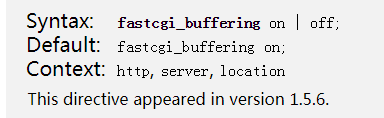 Syntax: fastcgi_buffering on | off;
Default: fastcgi_buffering on;
Context: http, server, location
This directive appeared in version 1.5.6.